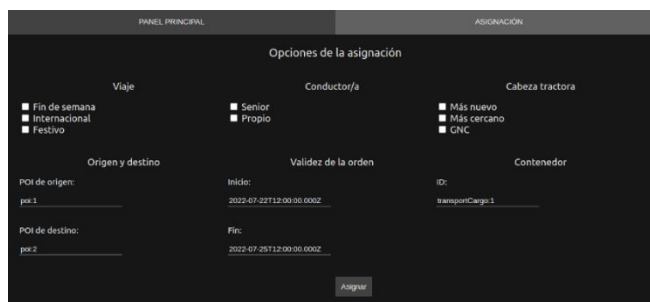 PANEL PRINCIPAL
ASIGNACIÓN
Opciones de la asignación
Viaje
Fin de semana
Internacional
Festivo
Conductor/a
Senior
Propio
Cabeza tractora
Más nuevo
Más cercano
GNC
Origen y destino
POI de origen:
poi:1
POI de destino:
poi:2
Validez de la orden
Inicio:
2022-07-22T12:00:00.000Z
Fin:
2022-07-25T12:00:00.000Z
Contenedor
ID:
transportCargo:1
Asignar